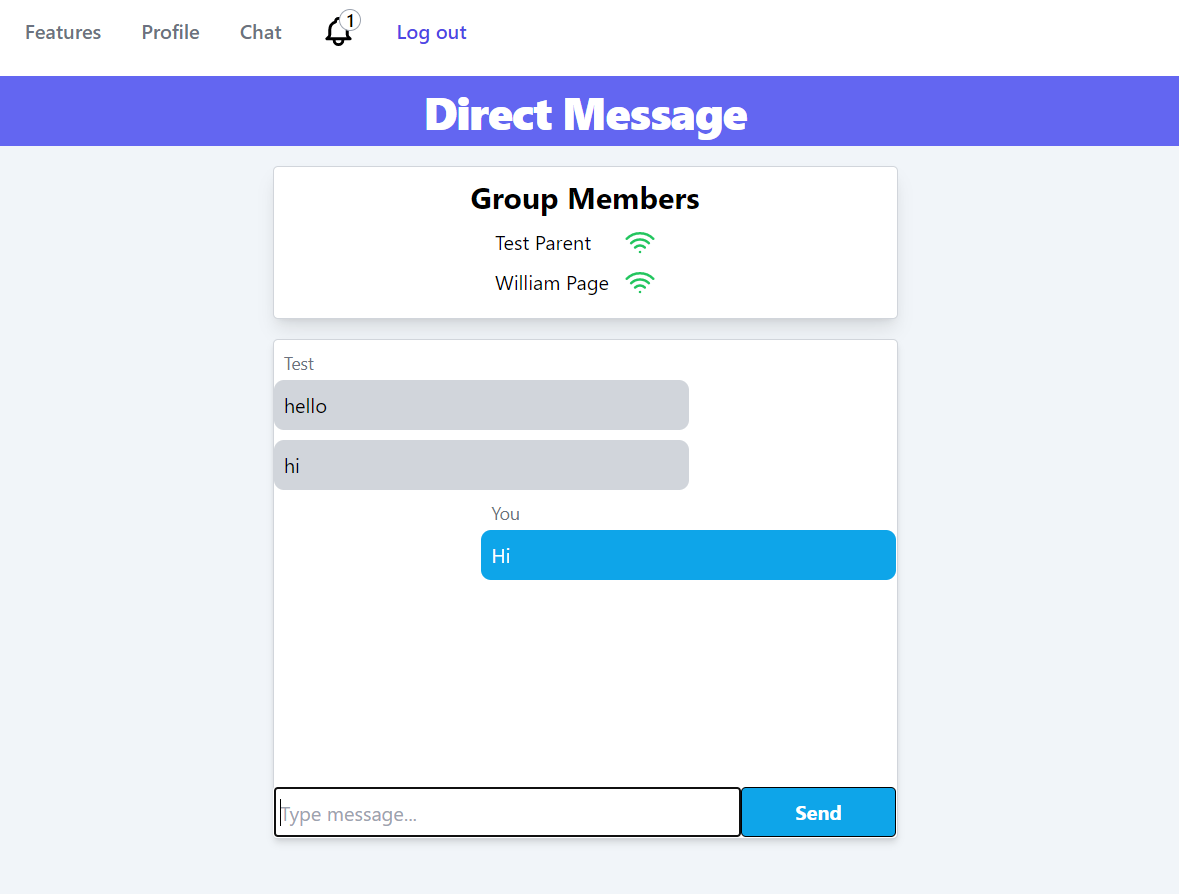 Features Profile Chat 1 Log out
Direct Message
Group Members
Test Parent
William Page
Test
hello
hi
You
Hi
Type message...
Send